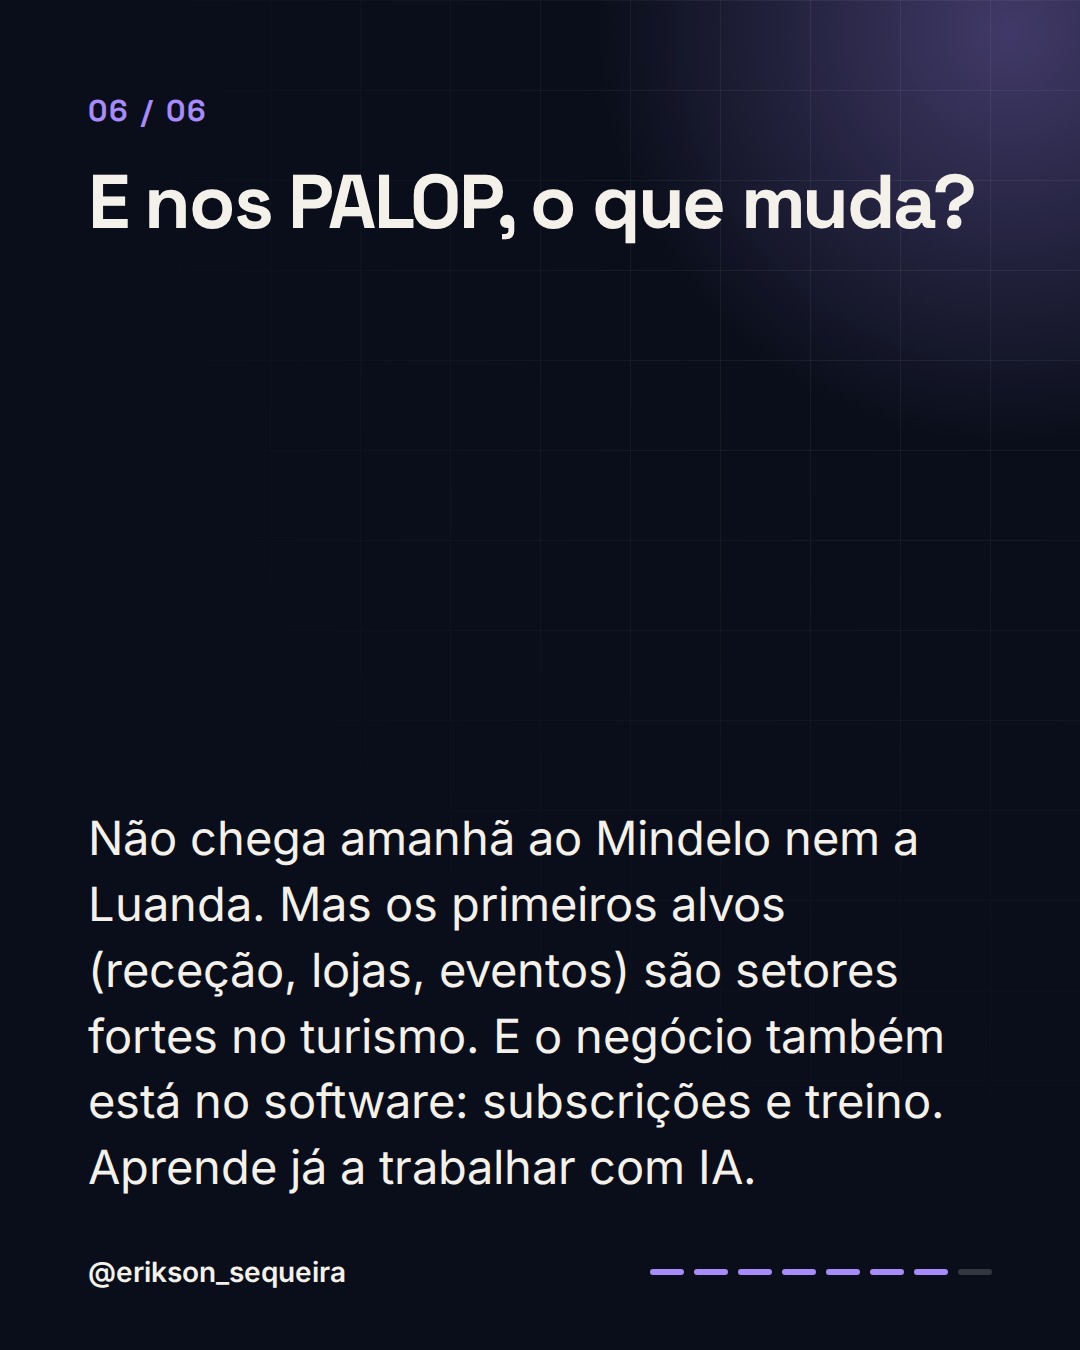 06 / 06
E nos PALOP, o que muda?
Não chega amanhã ao Mindelo nem a
Luanda. Mas os primeiros alvos
(receção, lojas, eventos) são setores
fortes no turismo. E o negócio também
está no software: subscrições e treino.
Aprende já a trabalhar com IA.
@erikson_sequeira